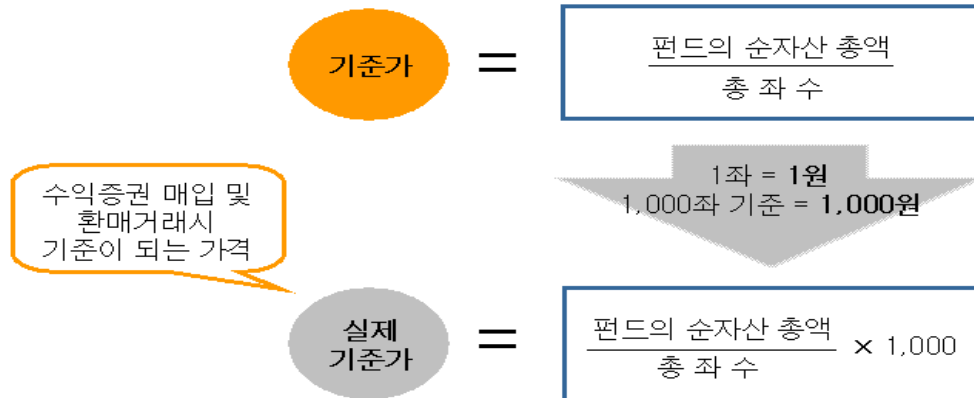 기준가
=
펀드의 순자산 총액
총 좌 수
1좌 = 1원
1,000좌 기준 = 1,000원
수익증권 매입 및
환매거래시
기준이 되는 가격
실제
기준가
=
펀드의 순자산 총액
총 좌 수
× 1,000